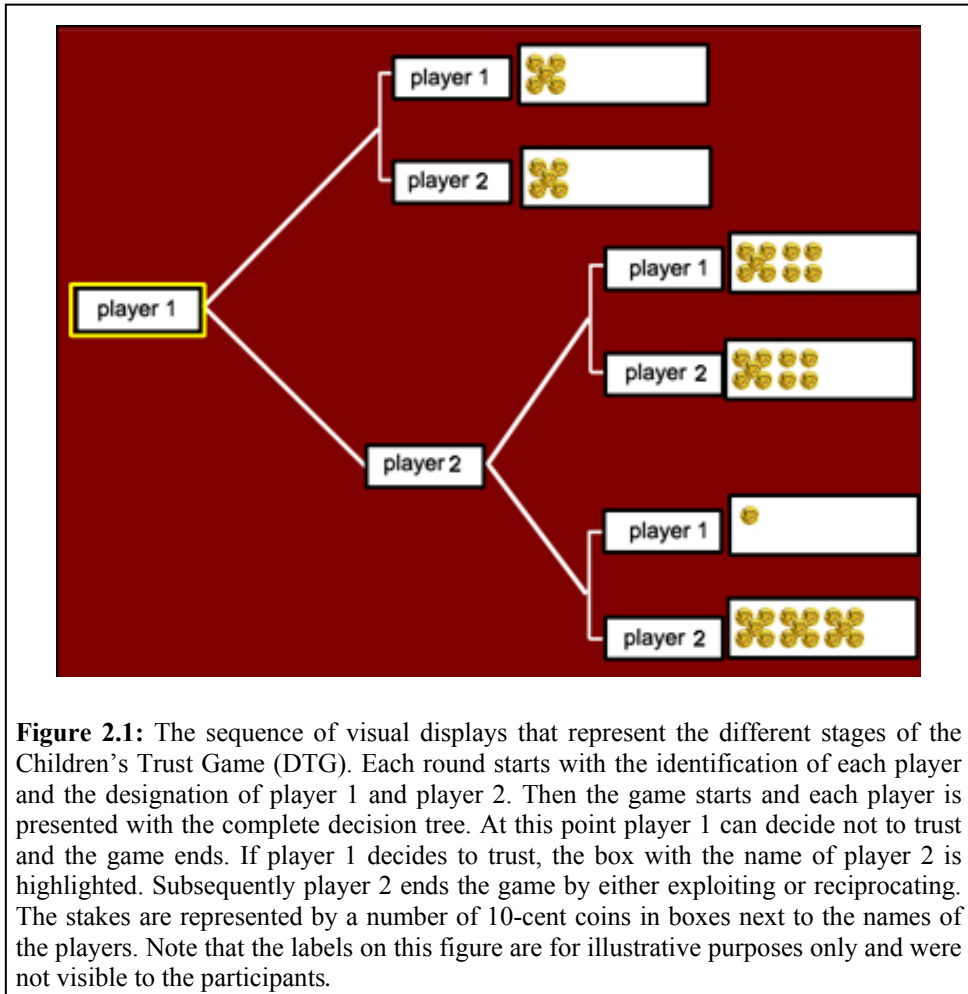 player 1
player 2
player 1
player 1
player 2
player 2
player 1
player 2
Figure 2.1: The sequence of visual displays that represent the different stages of the
Children’s Trust Game (DTG). Each round starts with the identification of each player
and the designation of player 1 and player 2. Then the game starts and each player is
presented with the complete decision tree. At this point player 1 can decide not to trust
and the game ends. If player 1 decides to trust, the box with the name of player 2 is
highlighted. Subsequently player 2 ends the game by either exploiting or reciprocating.
The stakes are represented by a number of 10-cent coins in boxes next to the names of
the players. Note that the labels on this figure are for illustrative purposes only and were
not visible to the participants.